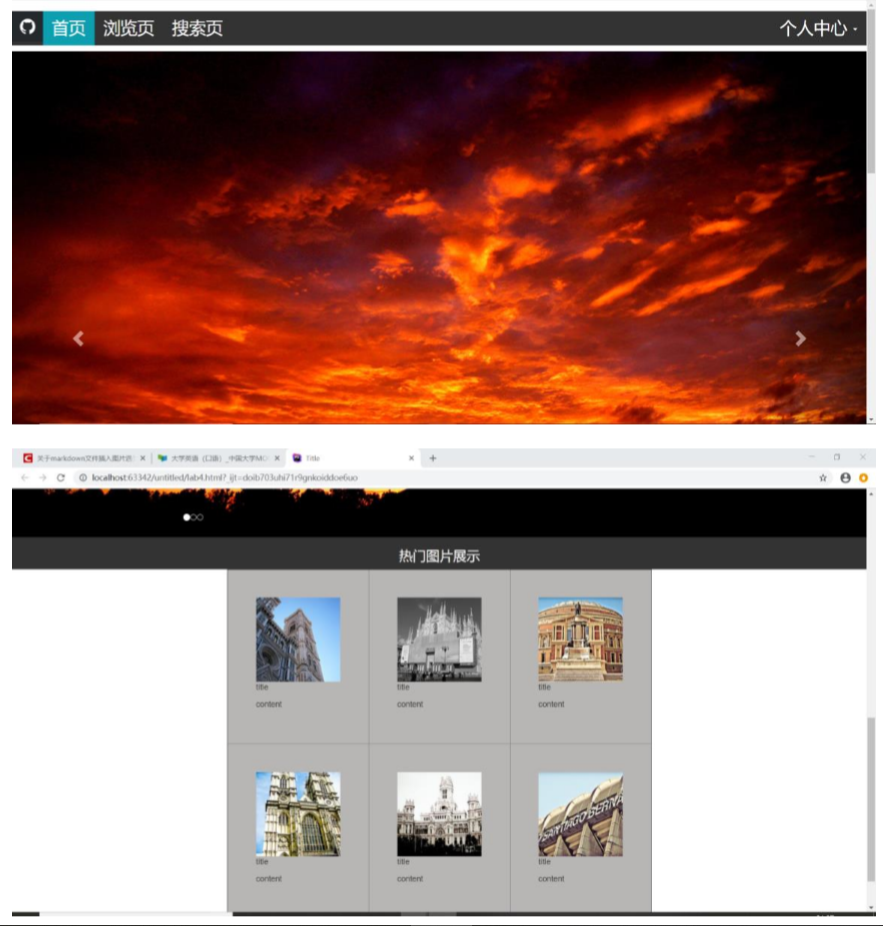 首页 浏览页 搜索页 个人中心
关于markdown文件插入图片农 大学英语（口语）_中国大学MO Title
localhost:63342/untitled/lab4.html?_ijt=doib703uhi71r9gnkoiddoe6uo
热门图片展示
title title title
content content content
SANTIAGO BERNA
title title title
content content content